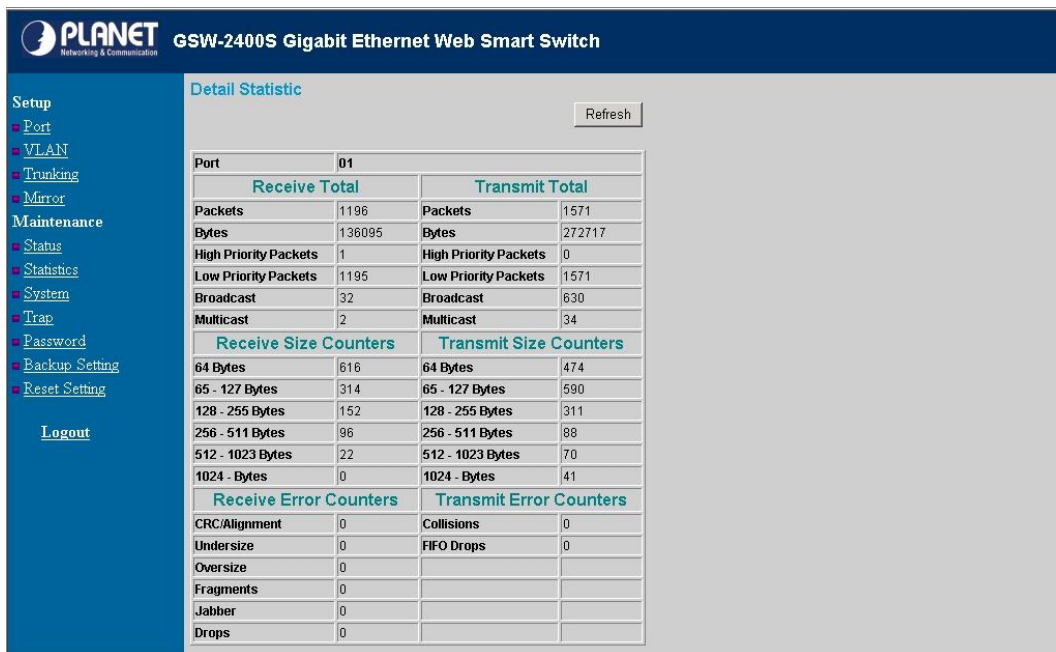 PLANET
Networking & Communication
GSW-2400S Gigabit Ethernet Web Smart Switch
Setup
Port
VLAN
Trunking
Mirror
Maintenance
Status
Statistics
System
Trap
Password
Backup Setting
Reset Setting
Logout
Detail Statistic
Refresh
Port 01
Receive Total Transmit Total
Packets 1196 Packets 1571
Bytes 136095 Bytes 272717
High Priority Packets 1 High Priority Packets 0
Low Priority Packets 1195 Low Priority Packets 1571
Broadcast 32 Broadcast 630
Multicast 2 Multicast 34
Receive Size Counters Transmit Size Counters
64 Bytes 616 64 Bytes 474
65 - 127 Bytes 314 65 - 127 Bytes 590
128 - 255 Bytes 152 128 - 255 Bytes 311
256 - 511 Bytes 96 256 - 511 Bytes 88
512 - 1023 Bytes 22 512 - 1023 Bytes 70
1024 - Bytes 0 1024 - Bytes 41
Receive Error Counters Transmit Error Counters
CRC/Alignment 0 Collisions 0
Undersize 0 FIFO Drops 0
Oversize 0
Fragments 0
Jabber 0
Drops 0